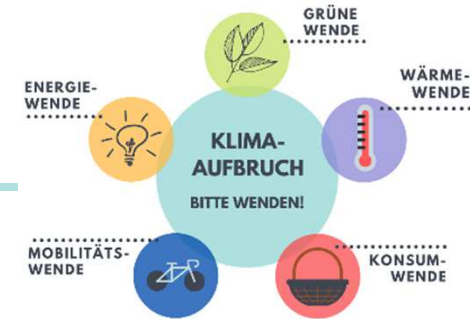 GRÜNE
WENDE
WÄRME-
WENDE
ENERGIE-
WENDE
KLIMA-
AUFBRUCH
BITTE WENDEN!
MOBILITÄTS-
WENDE
KONSUM-
WENDE